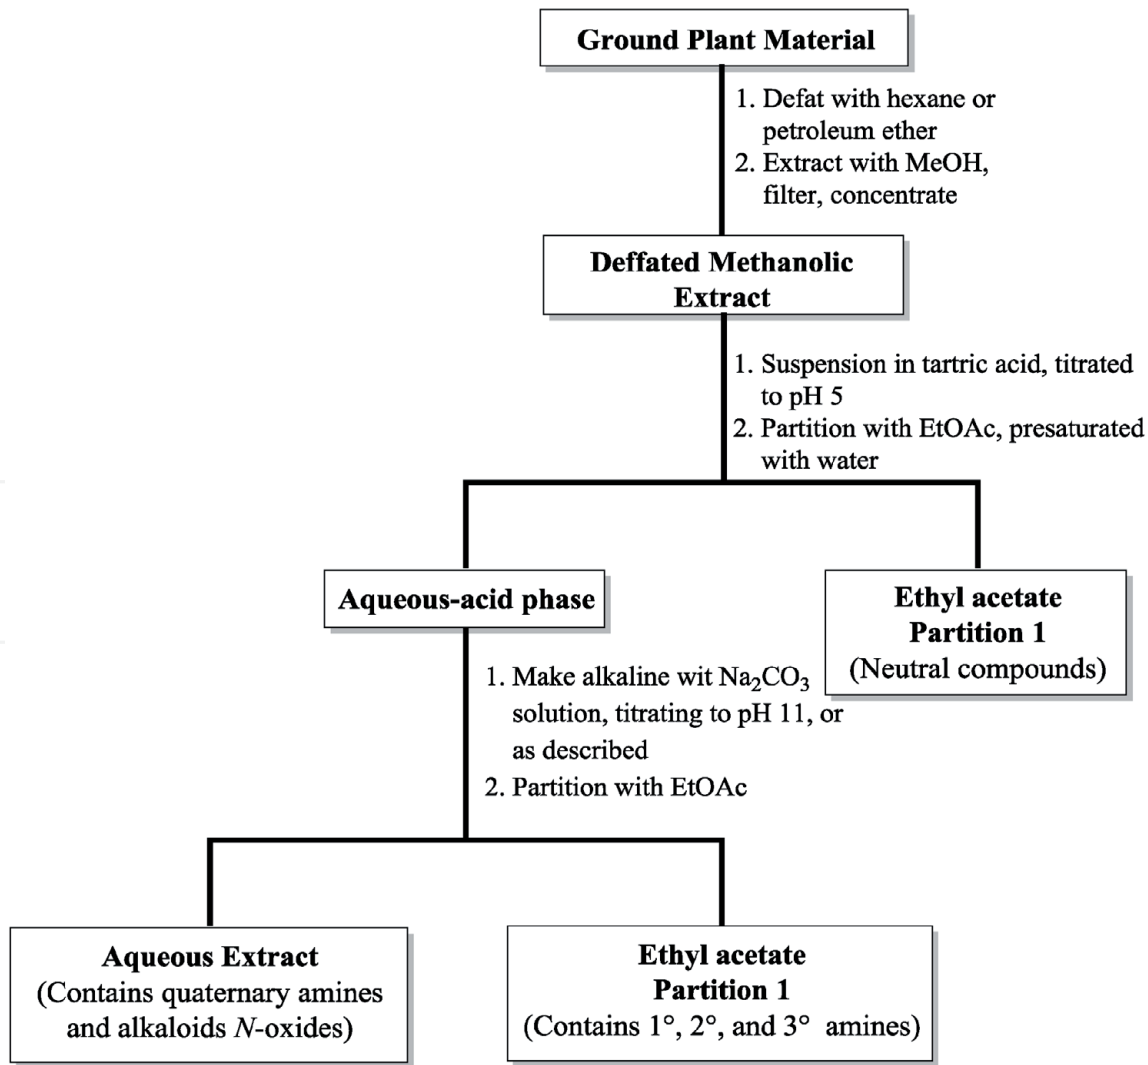 Ground Plant Material
1. Defat with hexane or
petroleum ether
2. Extract with MeOH,
filter, concentrate
Deffated Methanolic
Extract
1. Suspension in tartric acid, titrated
to pH 5
2. Partition with EtOAc, presaturated
with water
Aqueous-acid phase
Ethyl acetate
Partition 1
(Neutral compounds)
1. Make alkaline wit Na₂CO₃
solution, titrating to pH 11, or
as described
2. Partition with EtOAc
Aqueous Extract
(Contains quaternary amines
and alkaloids N-oxides)
Ethyl acetate
Partition 1
(Contains 1°, 2°, and 3° amines)